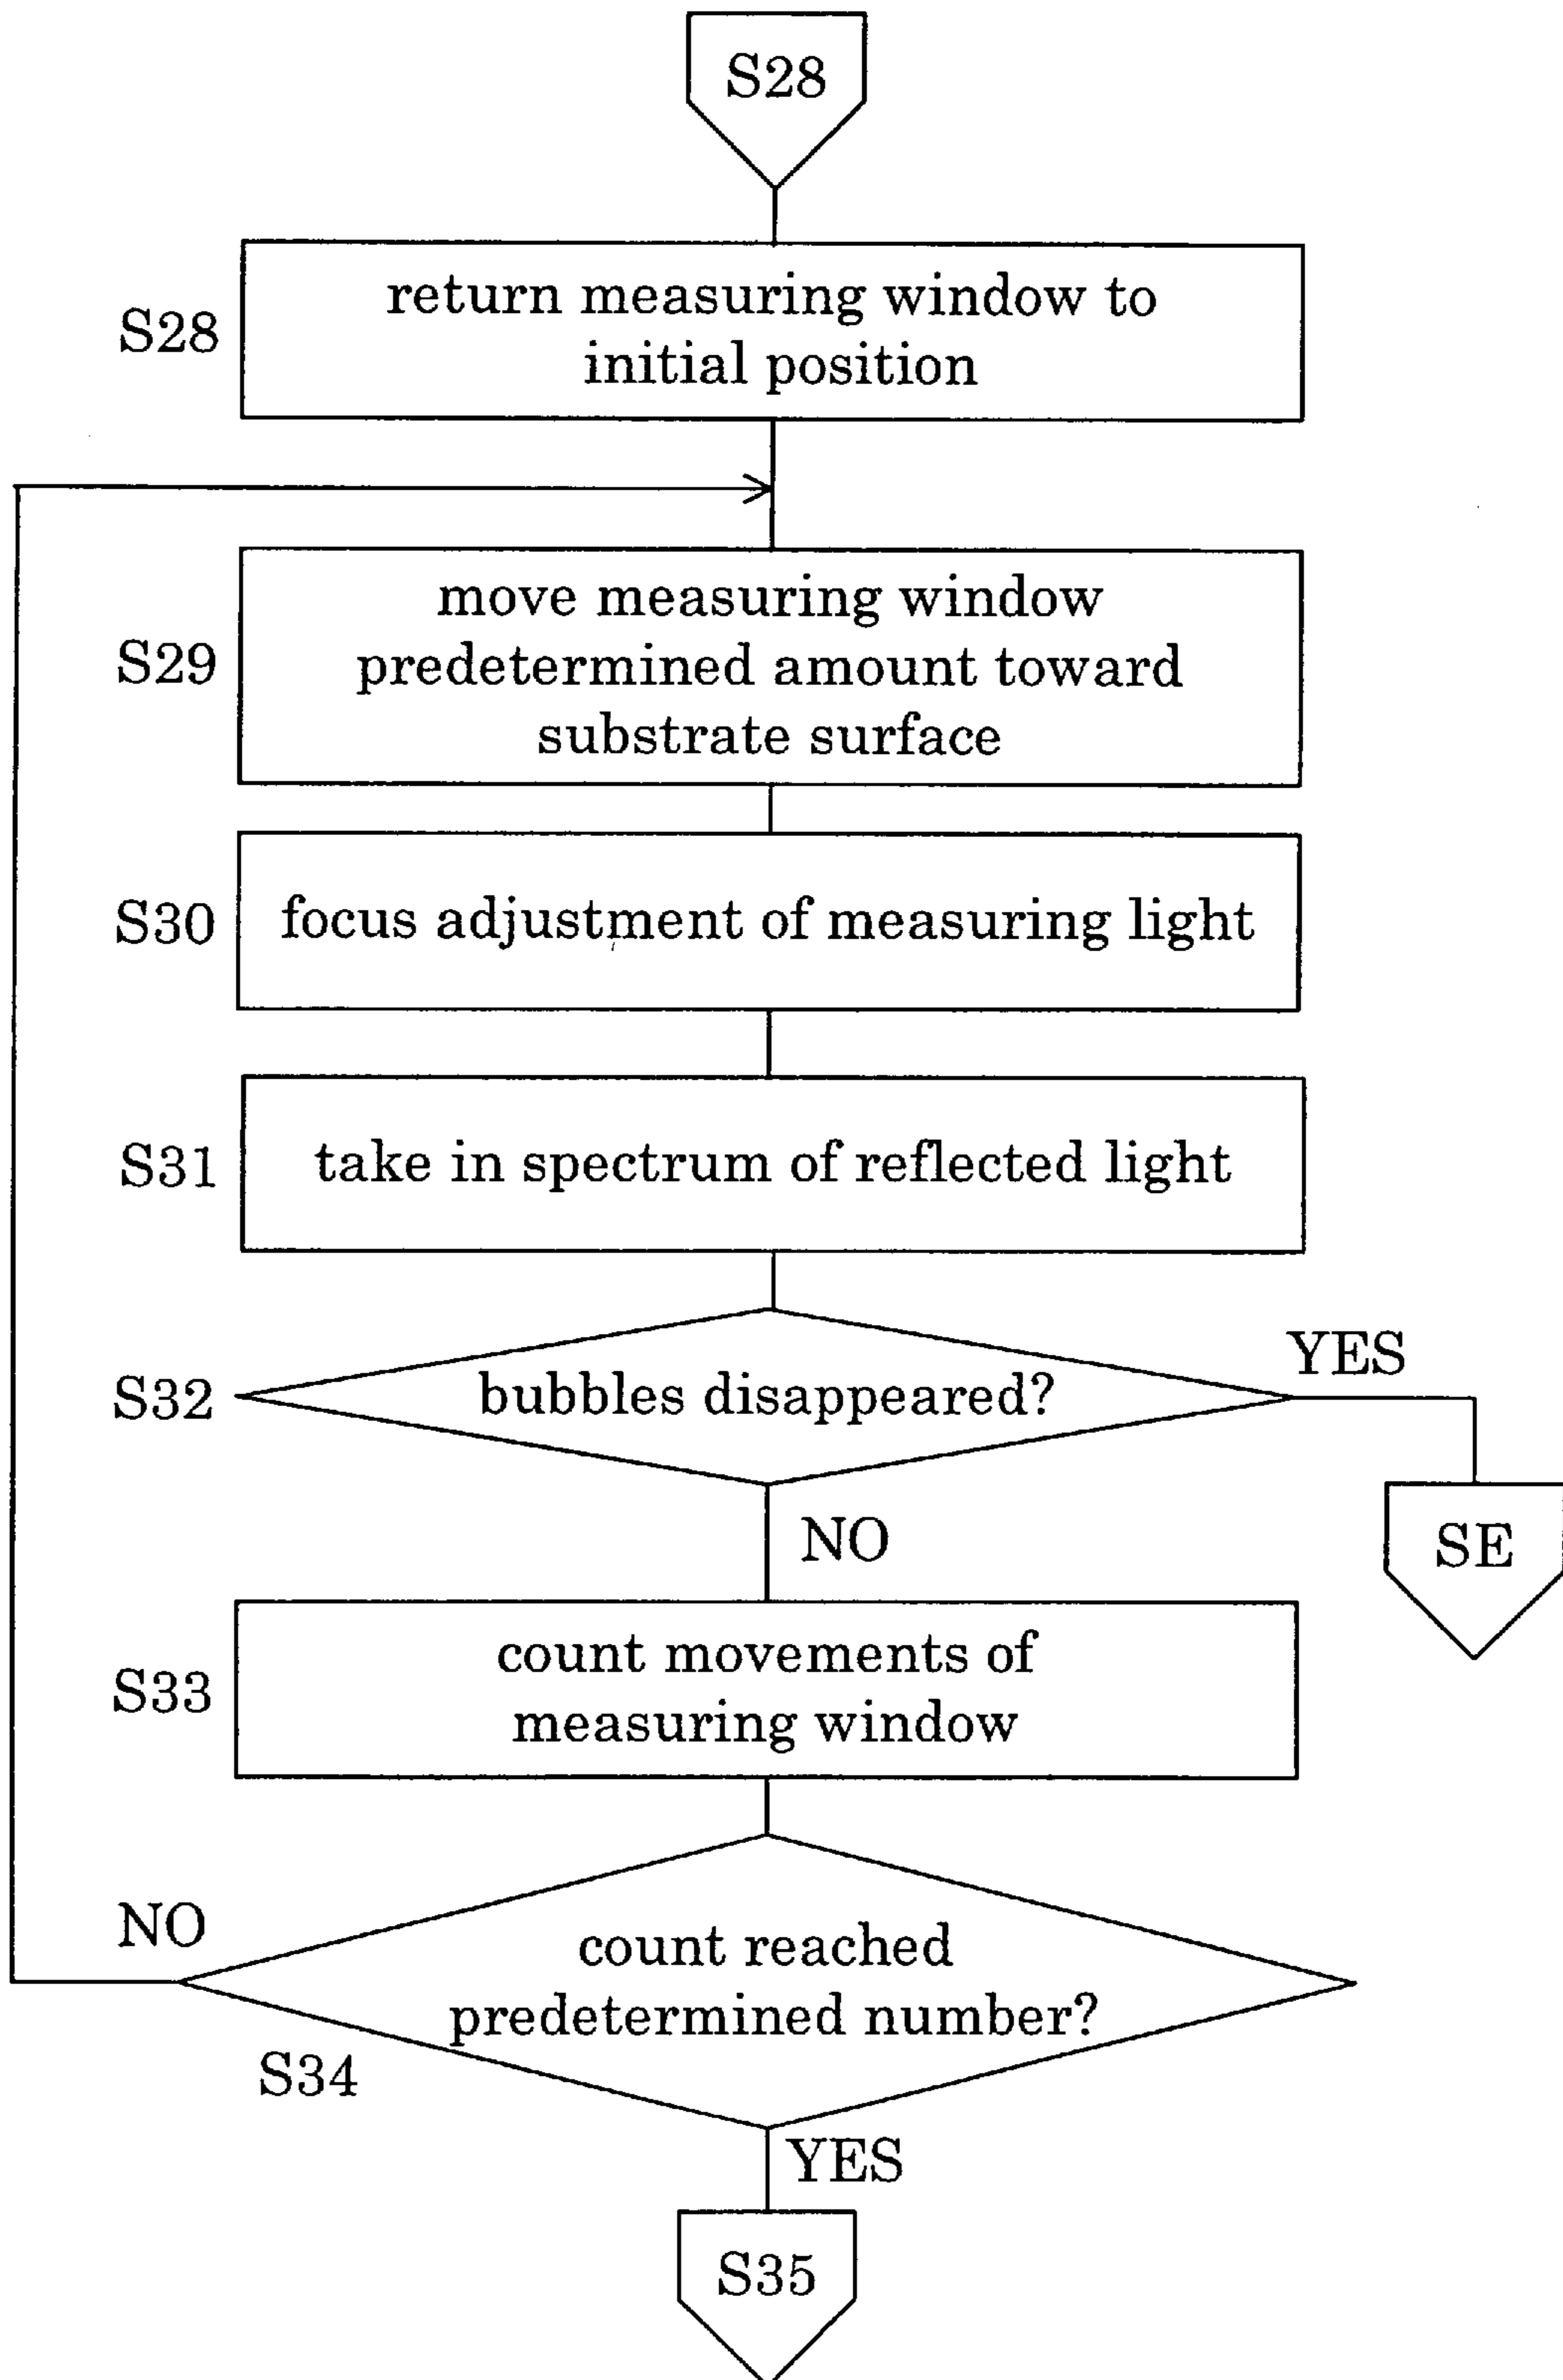 S28
S28
return measuring window to
initial position
S29
move measuring window
predetermined amount toward
substrate surface
S30
focus adjustment of measuring light
S31
take in spectrum of reflected light
S32
bubbles disappeared?
YES
SE
NO
S33
count movements of
measuring window
NO
count reached
predetermined number?
S34
YES
S35